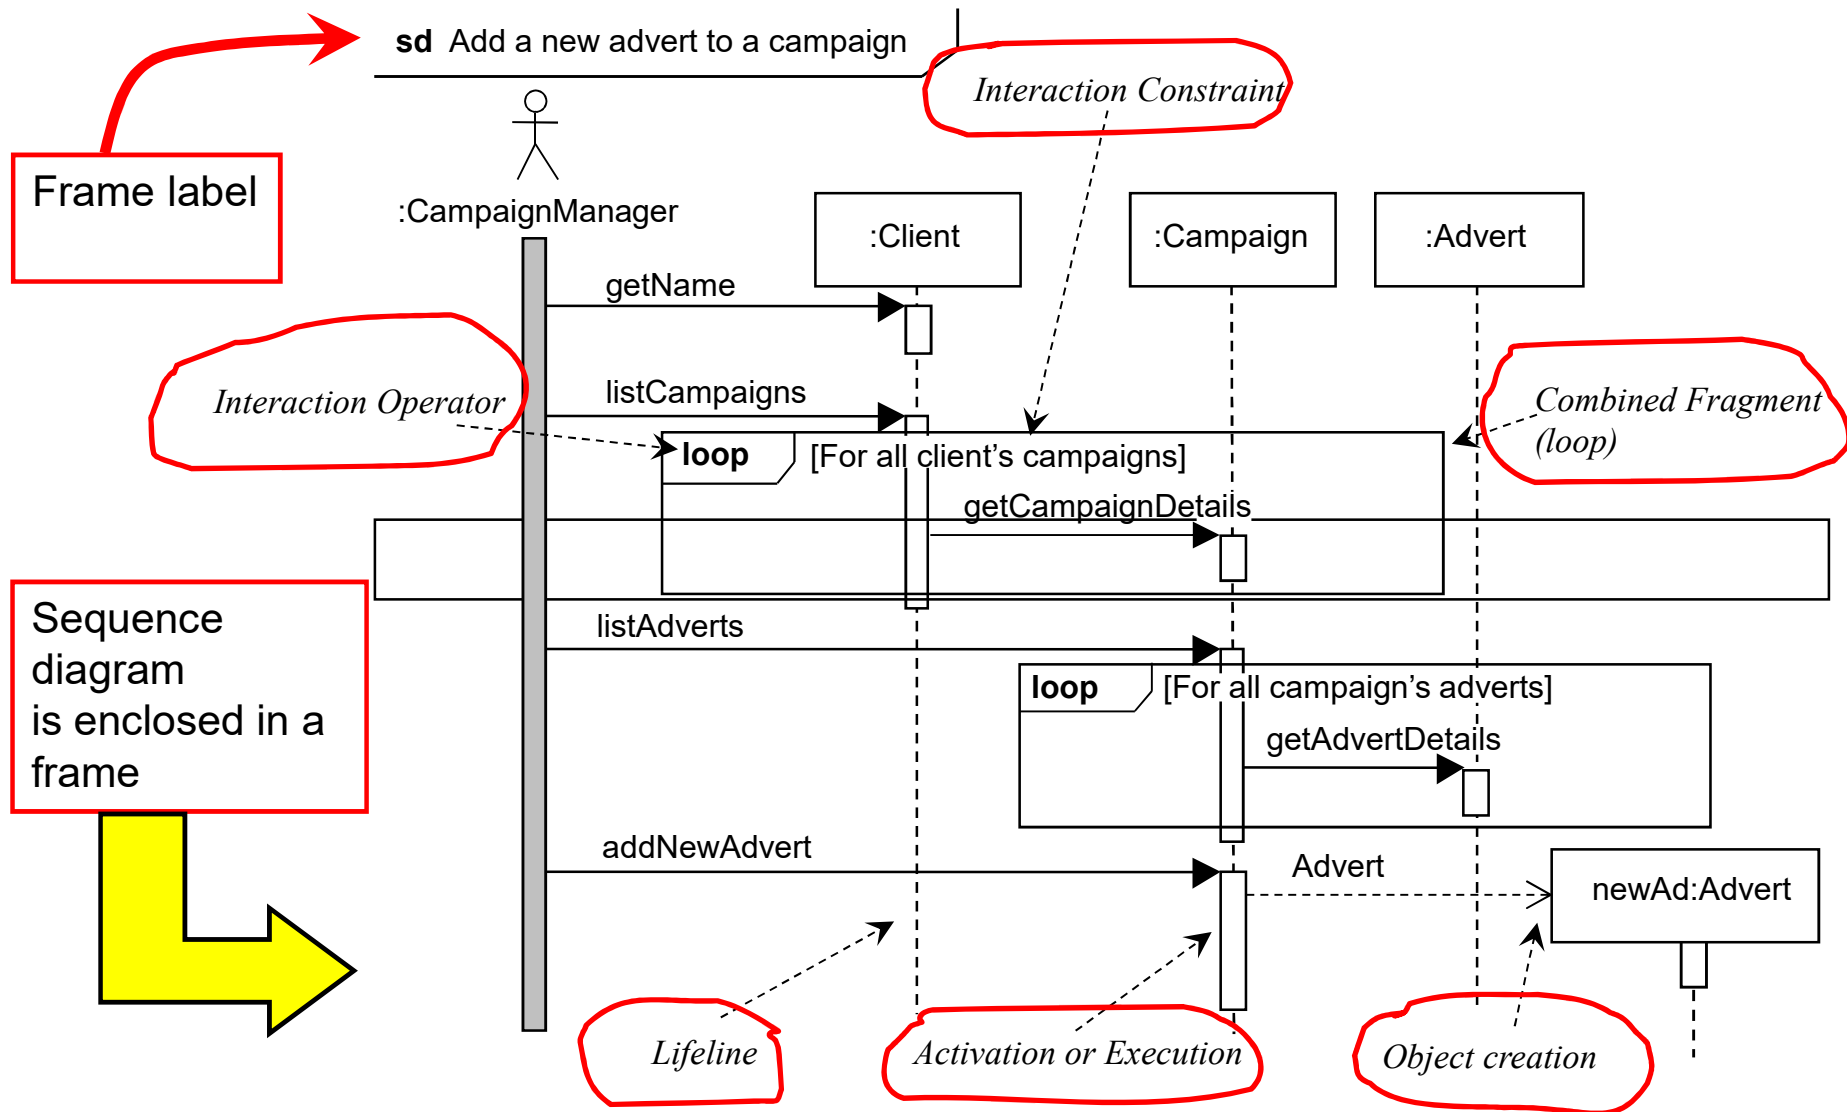 sd Add a new advert to a campaign
Interaction Constraint
Frame label
:CampaignManager
:Client
:Campaign
:Advert
getName
Interaction Operator
listCampaigns
Combined Fragment
(loop)
loop
[For all client’s campaigns]
getCampaignDetails
Sequence
diagram
is enclosed in a
frame
listAdverts
loop
[For all campaign’s adverts]
getAdvertDetails
addNewAdvert
Advert
newAd:Advert
Lifeline
Activation or Execution
Object creation